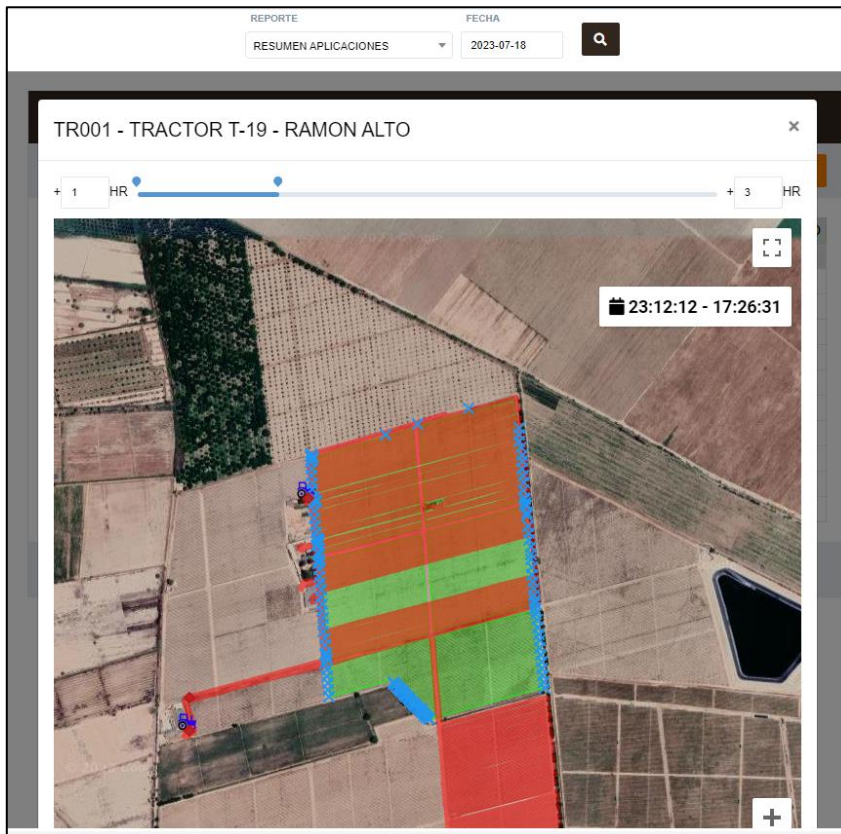 REPORTE FECHA
RESUMEN APLICACIONES 2023-07-18
TR001 - TRACTOR T-19 - RAMON ALTO ×
+ 1 HR + 3 HR
23:12:12 - 17:26:31
+